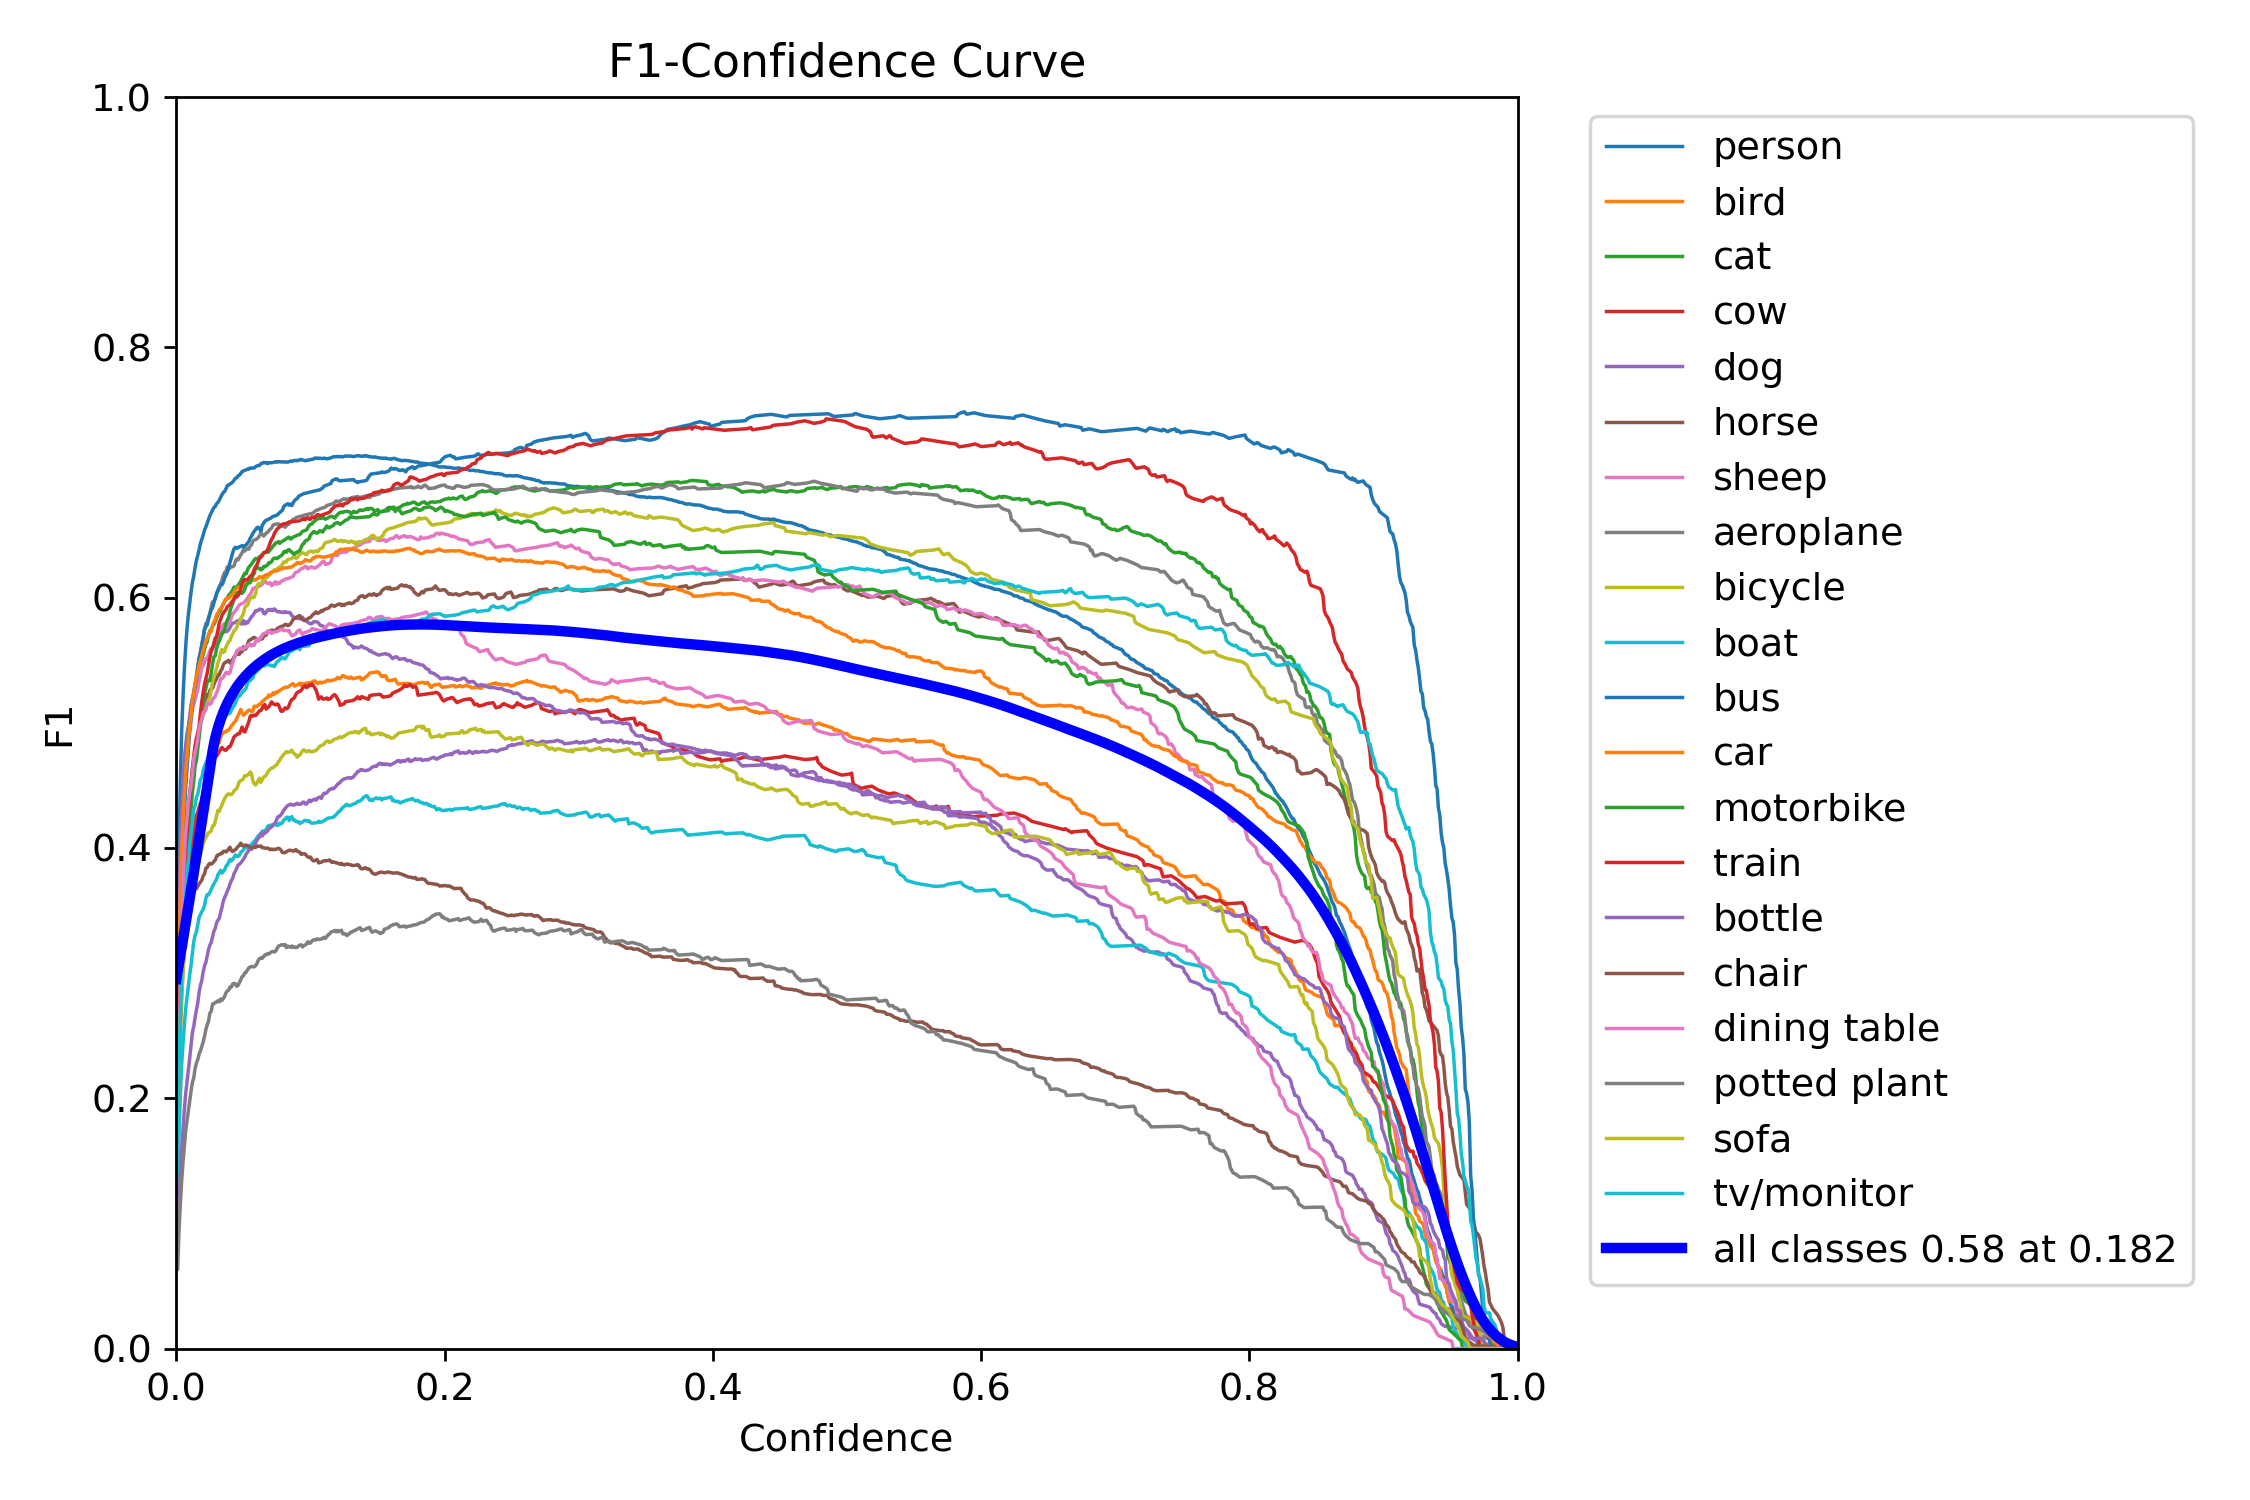 F1-Confidence Curve
1.0
0.8
0.6
0.4
0.2
0.0
F1
0.0 0.2 0.4 0.6 0.8 1.0
Confidence
person
bird
cat
cow
dog
horse
sheep
aeroplane
bicycle
boat
bus
car
motorbike
train
bottle
chair
dining table
potted plant
sofa
tv/monitor
all classes 0.58 at 0.182